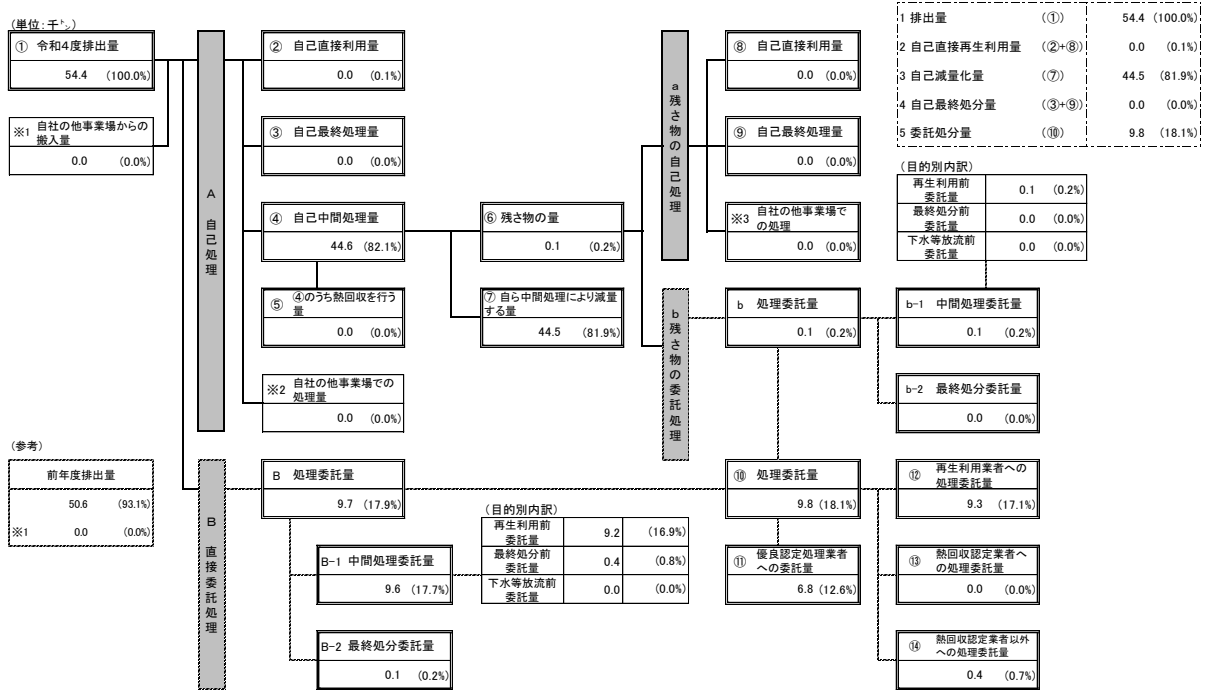 (単位:千㌧)
① 令和4度排出量
54.4 (100.0%)
※1 自社の他事業場からの
搬入量
0.0 (0.0%)
A 自己処理
② 自己直接利用量
0.0 (0.1%)
③ 自己最終処理量
0.0 (0.0%)
④ 自己中間処理量
44.6 (82.1%)
⑤ ④のうち熱回収を行う
量
0.0 (0.0%)
※2 自社の他事業場での
処理量
0.0 (0.0%)
⑥ 残さ物の量
0.1 (0.2%)
⑦ 自ら中間処理により減量
する量
44.5 (81.9%)
a 残さ物の自己処理
⑧ 自己直接利用量
0.0 (0.0%)
⑨ 自己最終処理量
0.0 (0.0%)
※3 自社の他事業場で
の処理
0.0 (0.0%)
1 排出量 (①) 54.4 (100.0%)
2 自己直接再生利用量 (②+⑧) 0.0 (0.1%)
3 自己減量化量 (⑦) 44.5 (81.9%)
4 自己最終処分量 (③+⑨) 0.0 (0.0%)
5 委託処分量 (⑩) 9.8 (18.1%)
(目的別内訳)
再生利用前
委託量 0.1 (0.2%)
最終処分前
委託量 0.0 (0.0%)
下水等放流前
委託量 0.0 (0.0%)
b 残さ物の委託処理
b 処理委託量
0.1 (0.2%)
b-1 中間処理委託量
0.1 (0.2%)
b-2 最終処分委託量
0.0 (0.0%)
(参考)
前年度排出量
50.6 (93.1%)
※1 0.0 (0.0%)
B 直接委託処理
B 処理委託量
9.7 (17.9%)
B-1 中間処理委託量
9.6 (17.7%)
B-2 最終処分委託量
0.1 (0.2%)
(目的別内訳)
再生利用前
委託量 9.2 (16.9%)
最終処分前
委託量 0.4 (0.8%)
下水等放流前
委託量 0.0 (0.0%)
⑩ 処理委託量
9.8 (18.1%)
⑪ 優良認定処理業者
への委託量
6.8 (12.6%)
⑫ 再生利用業者への
処理委託量
9.3 (17.1%)
⑬ 熱回収認定業者へ
の処理委託量
0.0 (0.0%)
⑭ 熱回収認定業者以外
への処理委託量
0.4 (0.7%)